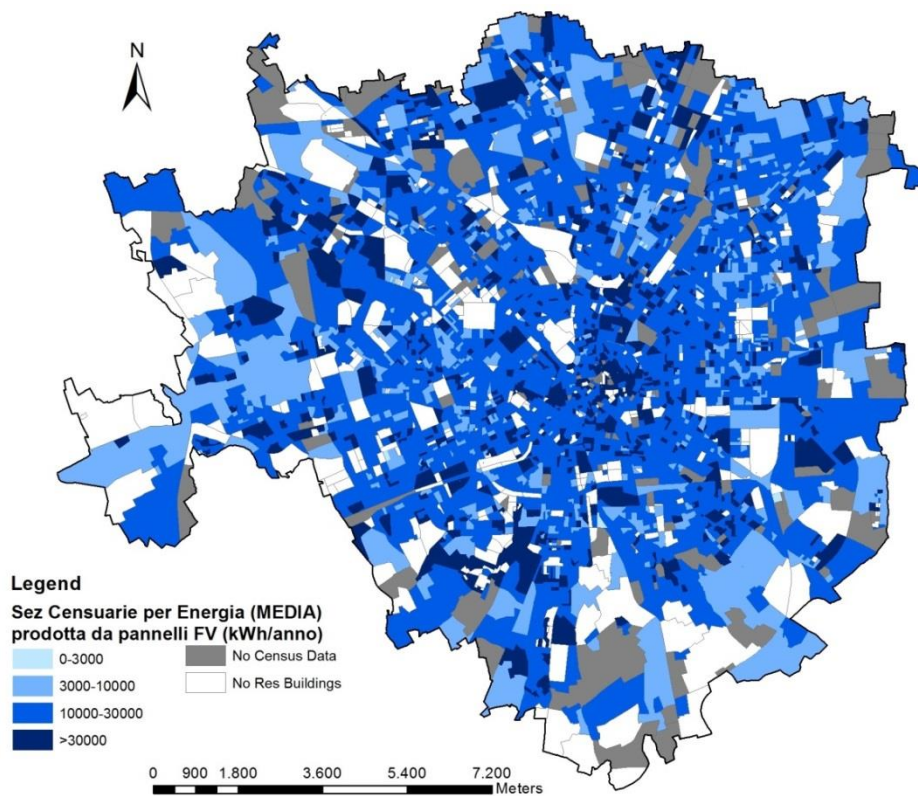 N
Legend
Sez Censuarie per Energia (MEDIA)
prodotta da pannelli FV (kWh/anno)
0-3000
3000-10000
10000-30000
>30000
No Census Data
No Res Buildings
0 900 1.800 3.600 5.400 7.200
Meters